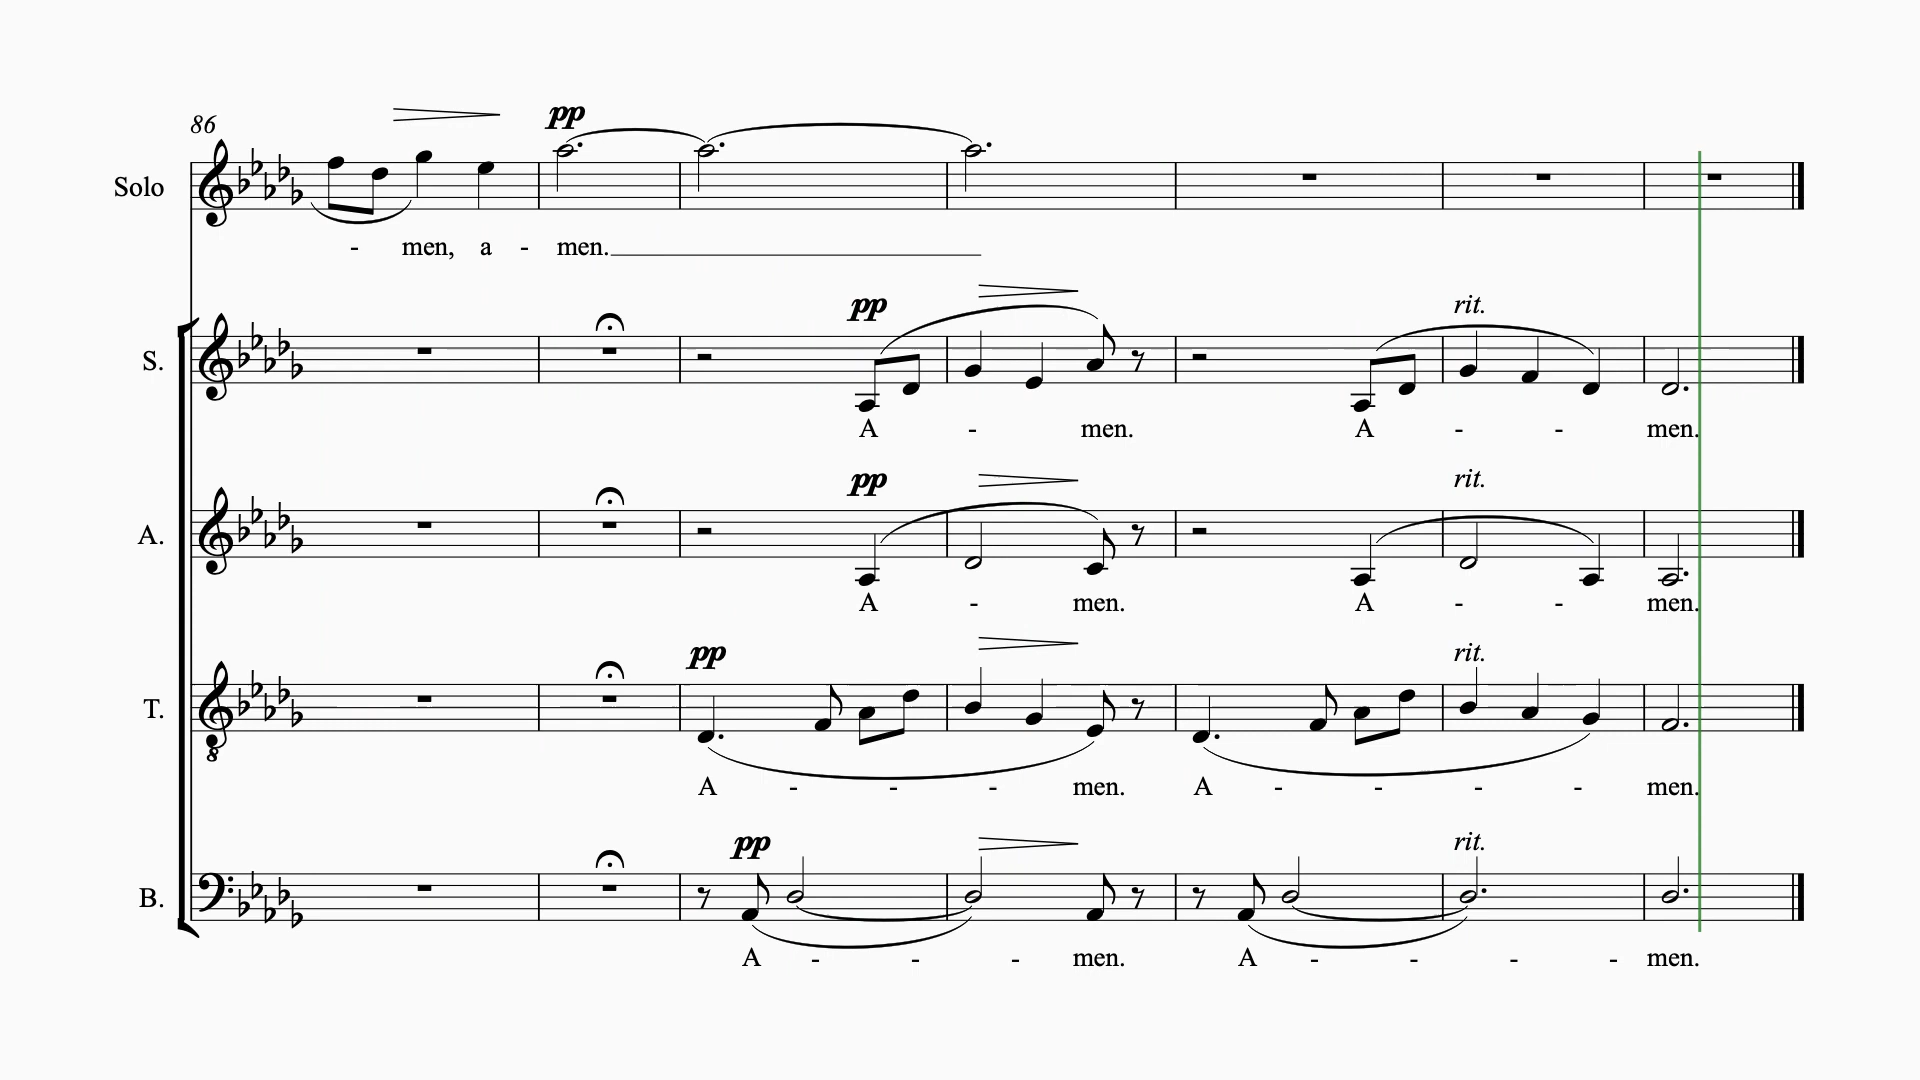 86
pp
Solo
- men, a - men.
pp
rit.
S.
A - men. A - - men.
pp
rit.
A.
A - men. A - - men.
pp
rit.
T.
A - - - men. A - - - - men.
pp
rit.
B.
A - - - men. A - - - - men.